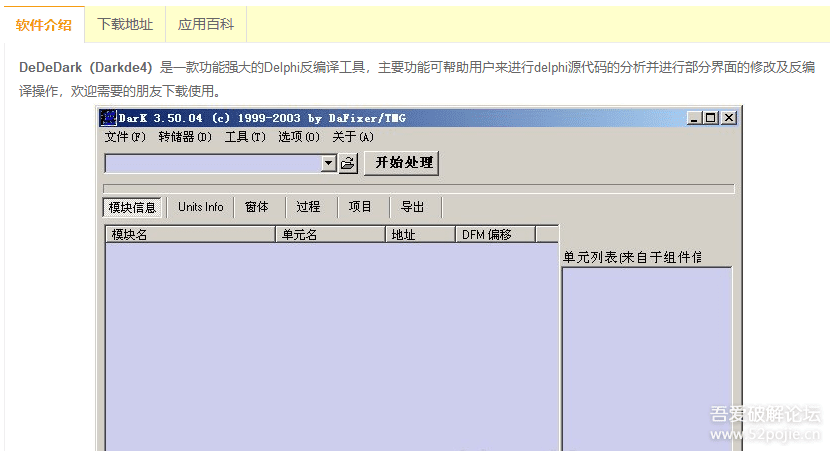 软件介绍 下载地址 应用百科
DeDeDark（Darkde4）是一款功能强大的Delphi反编译工具，主要功能可帮助用户来进行delphi源代码的分析并进行部分界面的修改及反编
译操作，欢迎需要的朋友下载使用。
DarK 3.50.04 (c) 1999-2003 by DaFixer/TMG
文件(F) 转储器(D) 工具(T) 选项(O) 关于(A)
开始处理
模块信息 Units Info 窗体 过程 项目 导出
模块名 单元名 地址 DFM 偏移
单元列表(来自于组件信
吾爱破解论坛
www.52pojie.cn